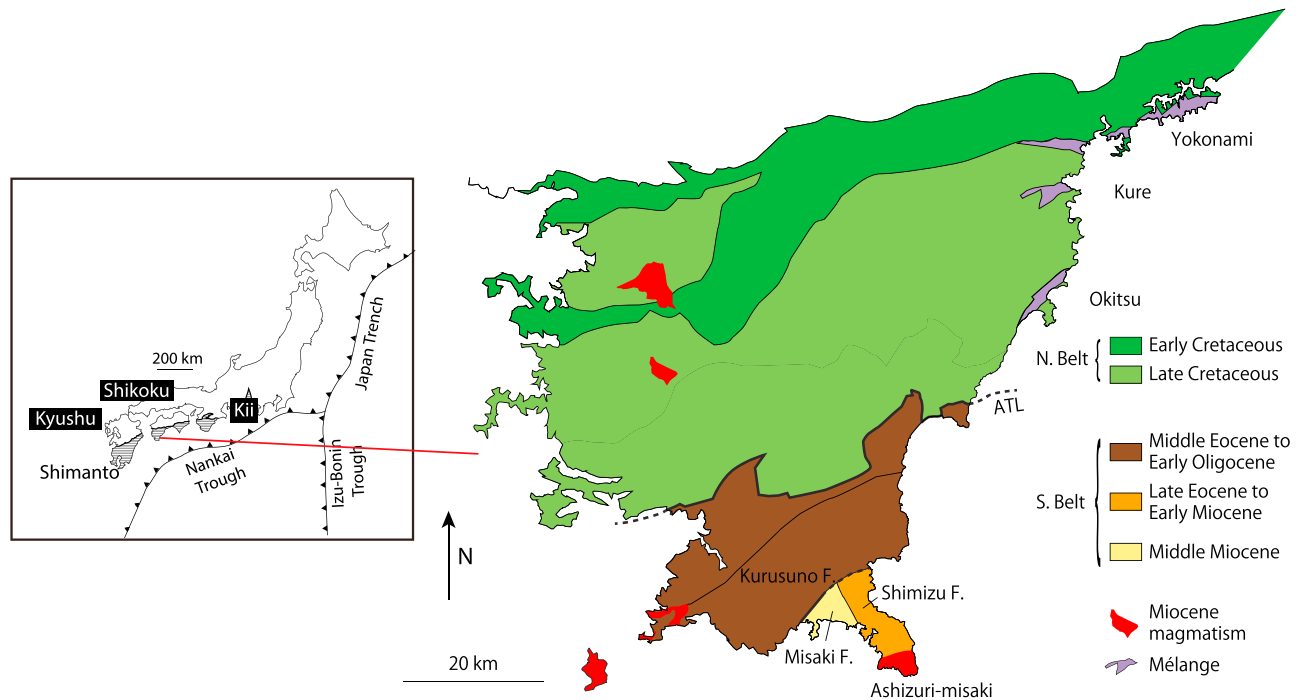 200 km
Shikoku
Kyushu
Kii
Shimanto
Nankai
Trough
Izu-Bonin
Trough
Japan Trench
N
20 km
Yokonami
Kure
Okitsu
ATL
Kurusuno F.
Shimizu F.
Misaki F.
Ashizuri-misaki
N. Belt
Early Cretaceous
Late Cretaceous
S. Belt
Middle Eocene to
Early Oligocene
Late Eocene to
Early Miocene
Middle Miocene
Miocene
magmatism
Mélange